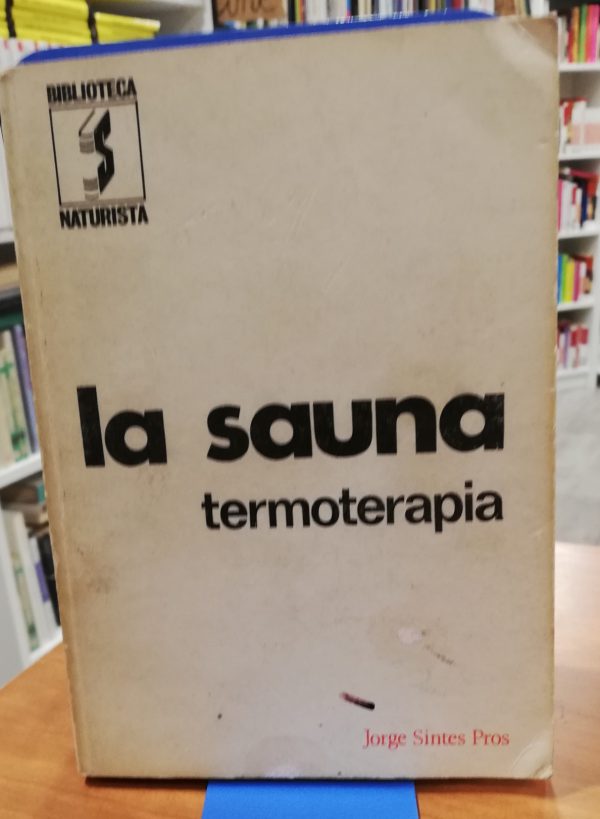 BIBLIOTECA
S
NATURISTA
la sauna
termoterapia
Jorge Sintes Pros